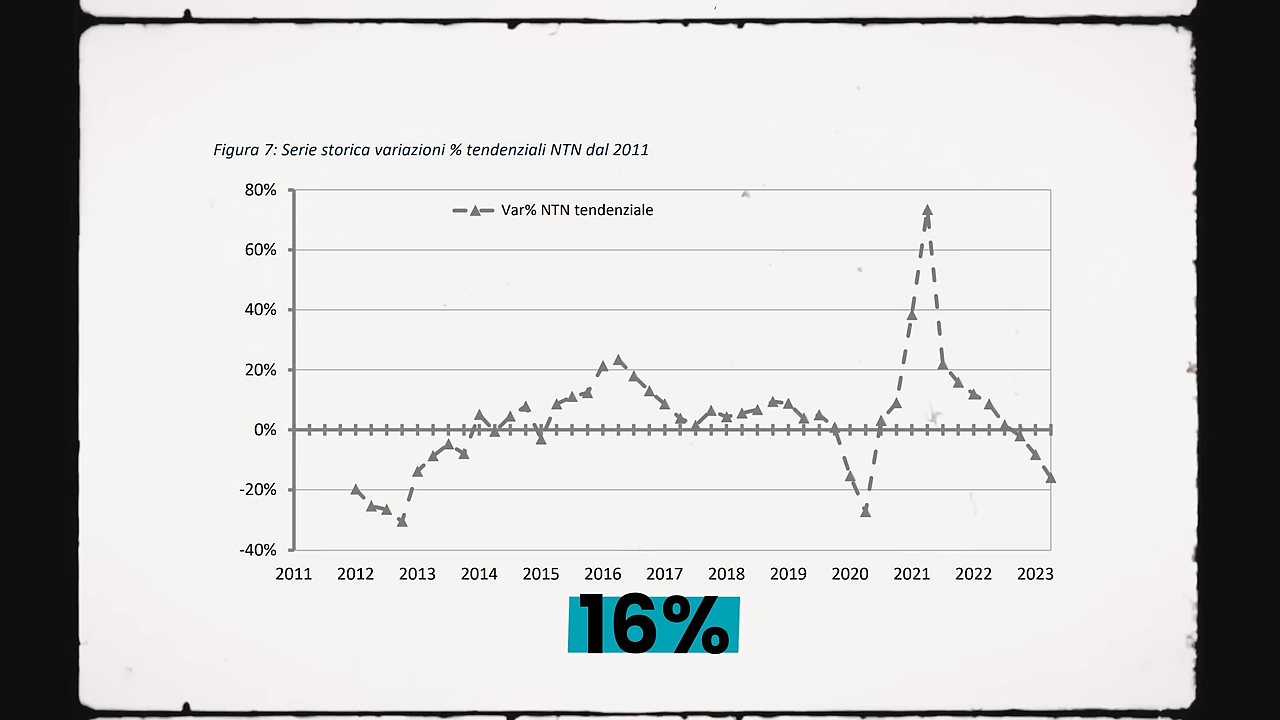 Figura 7: Serie storica variazioni % tendenziali NTN dal 2011
80%
Var% NTN tendenziale
60%
40%
20%
0%
-20%
-40%
2011 2012 2013 2014 2015 2016 2017 2018 2019 2020 2021 2022 2023
16%